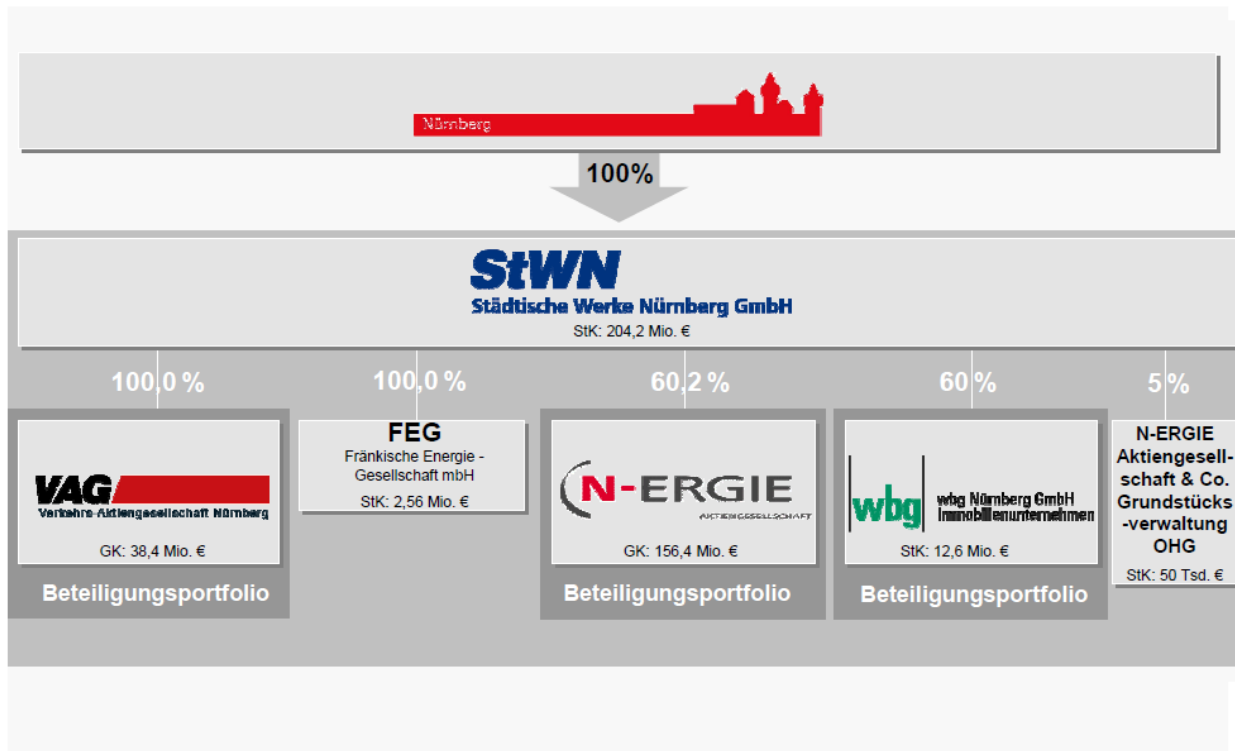 Nürnberg
100%
StWN
Städtische Werke Nürnberg GmbH
StK: 204,2 Mio. €
100,0 %
100,0 %
60,2 %
60%
5 %
VAG
Verkehrs-Aktiengesellschaft Nürnberg
GK: 38,4 Mio. €
Beteiligungsportfolio
FEG
Fränkische Energie -
Gesellschaft mbH
StK: 2,56 Mio. €
N-ERGIE
AKTIENGESELLSCHAFT
GK: 156,4 Mio. €
Beteiligungsportfolio
wbg
wbg Nürnberg GmbH
Immobilienunternehmen
StK: 12,6 Mio. €
Beteiligungsportfolio
N-ERGIE
Aktiengesell-
schaft & Co.
Grundstücks
-verwaltung
OHG
StK: 50 Tsd. €